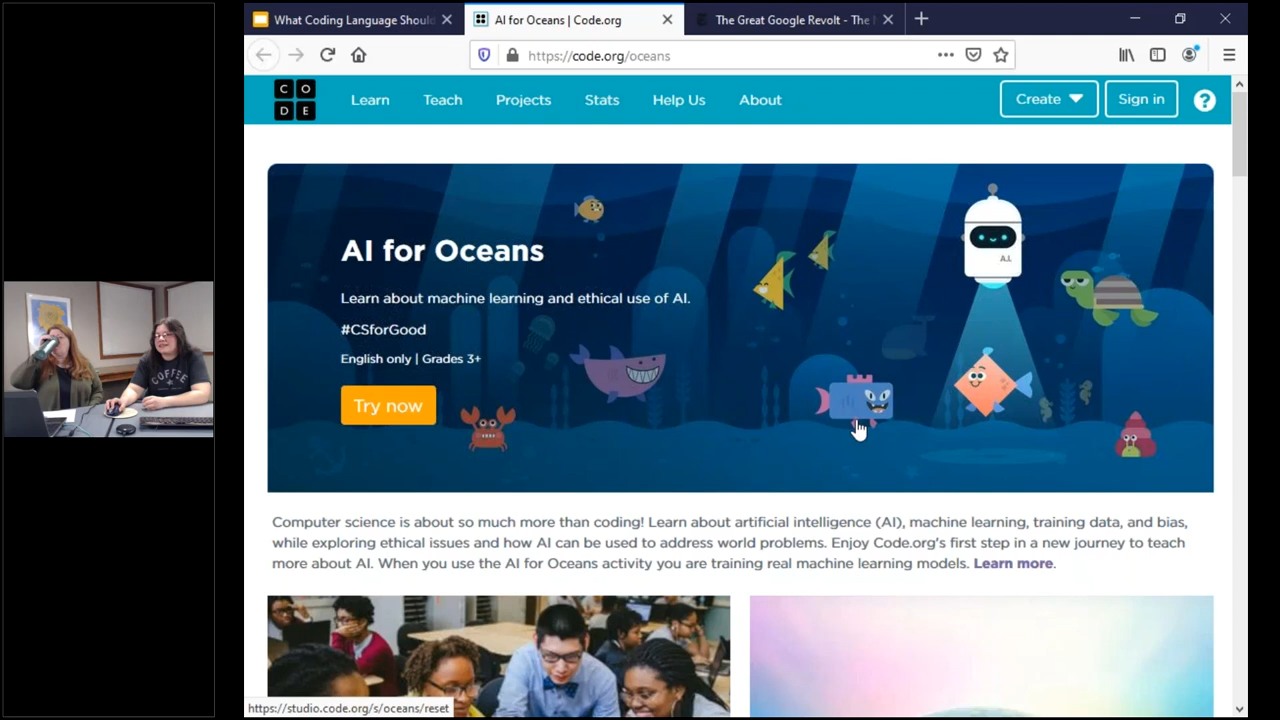 What Coding Language Shoul
AI for Oceans | Code.org
The Great Google Revolt - The
https://code.org/oceans
C O
D E
Learn
Teach
Projects
Stats
Help Us
About
Create
Sign in
?
AI for Oceans
Learn about machine learning and ethical use of AI.
#CSforGood
English only | Grades 3+
Try now
A.I.
COFFEE
Computer science is about so much more than coding! Learn about artificial intelligence (AI), machine learning, training data, and bias,
while exploring ethical issues and how AI can be used to address world problems. Enjoy Code.org's first step in a new journey to teach
more about AI. When you use the AI for Oceans activity you are training real machine learning models. Learn more.
https://studio.code.org/s/oceans/reset